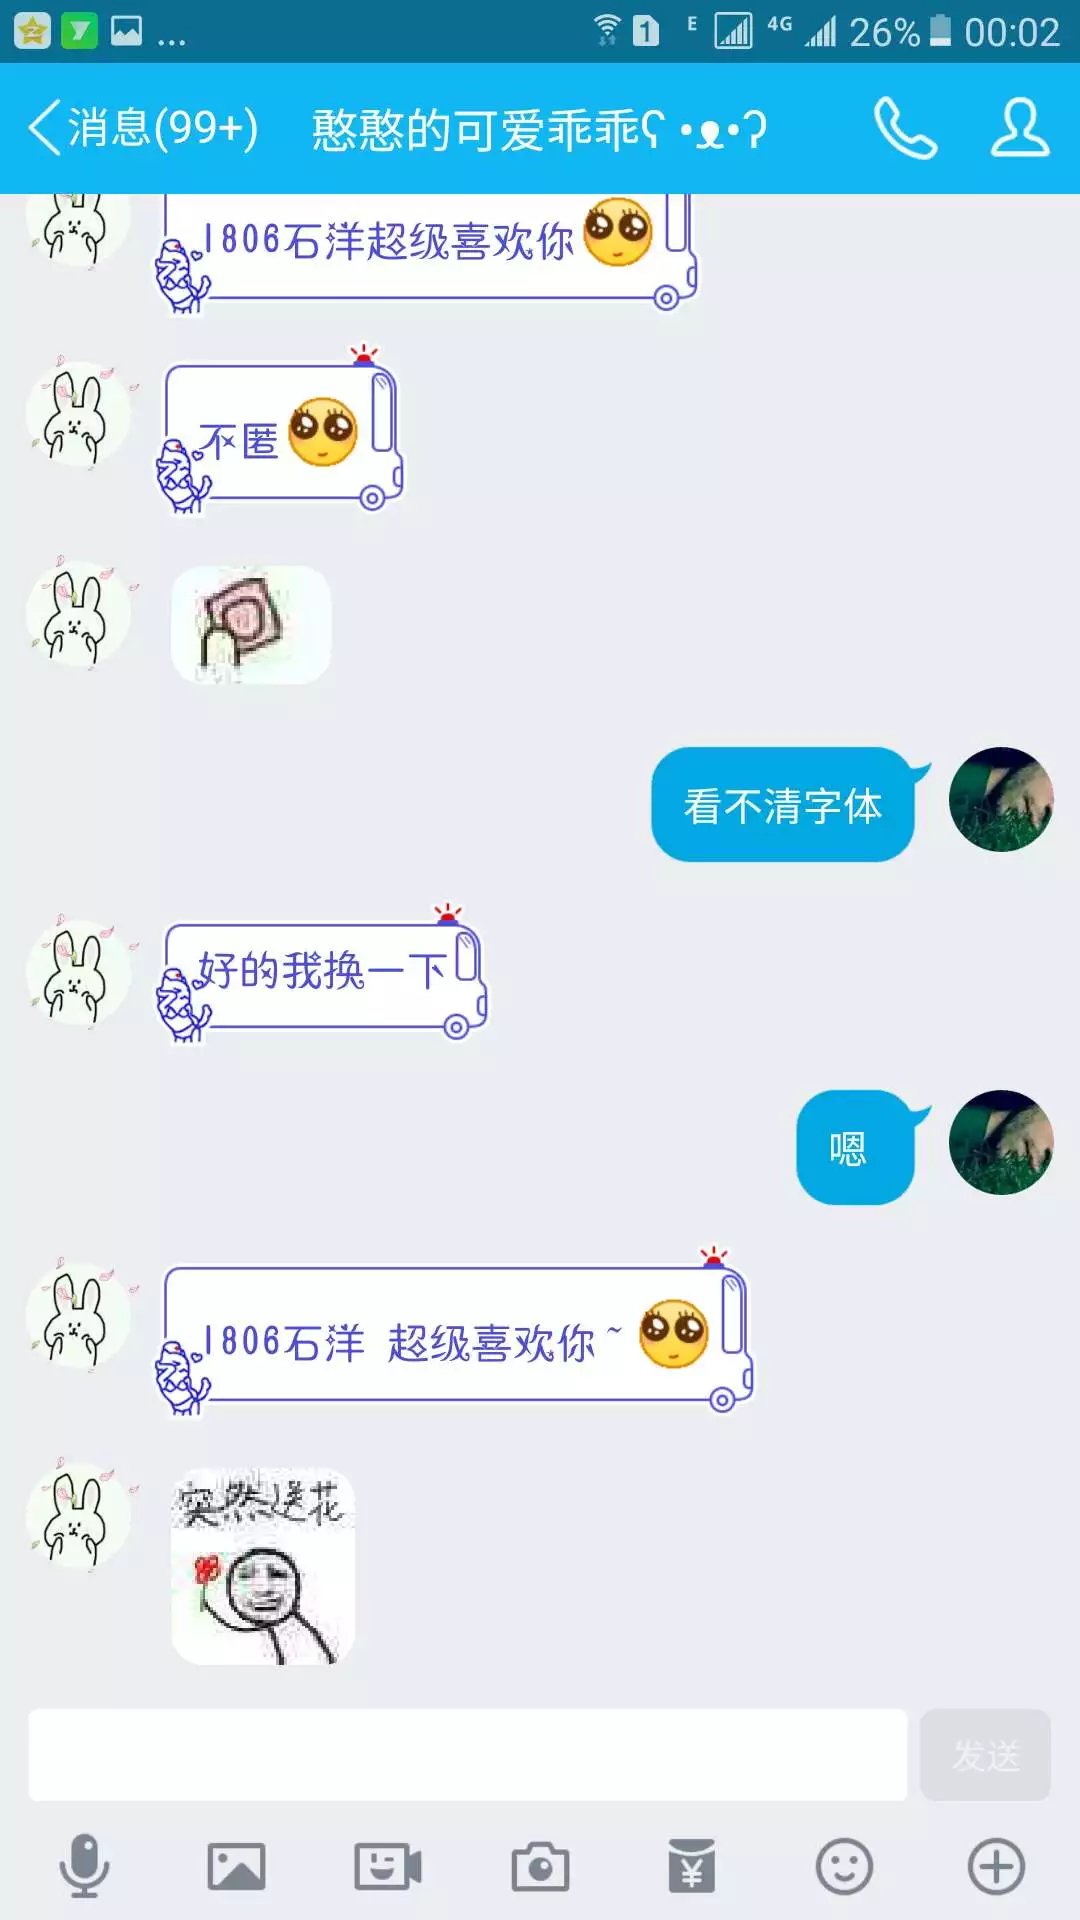 E 4G 26% 00:02
消息(99+) 憨憨的可爱乖乖ʕ •ᴥ•ʔ
1806石洋超级喜欢你
不匿
看不清字体
好的我换一下
嗯
1806石洋 超级喜欢你~
突然送花
发送